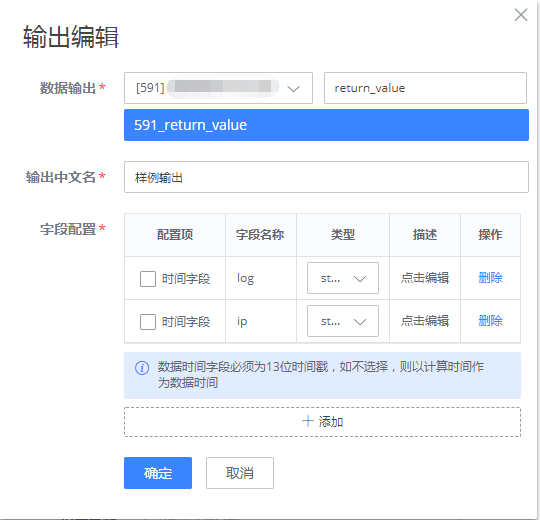 输出编辑
数据输出* [591] return_value
591_return_value
输出中文名* 样例输出
字段配置*
配置项 字段名称 类型 描述 操作
时间字段 log st... 点击编辑 删除
时间字段 ip st... 点击编辑 删除
数据时间字段必须为13位时间戳，如不选择，则以计算时间作
为数据时间
添加
确定 取消